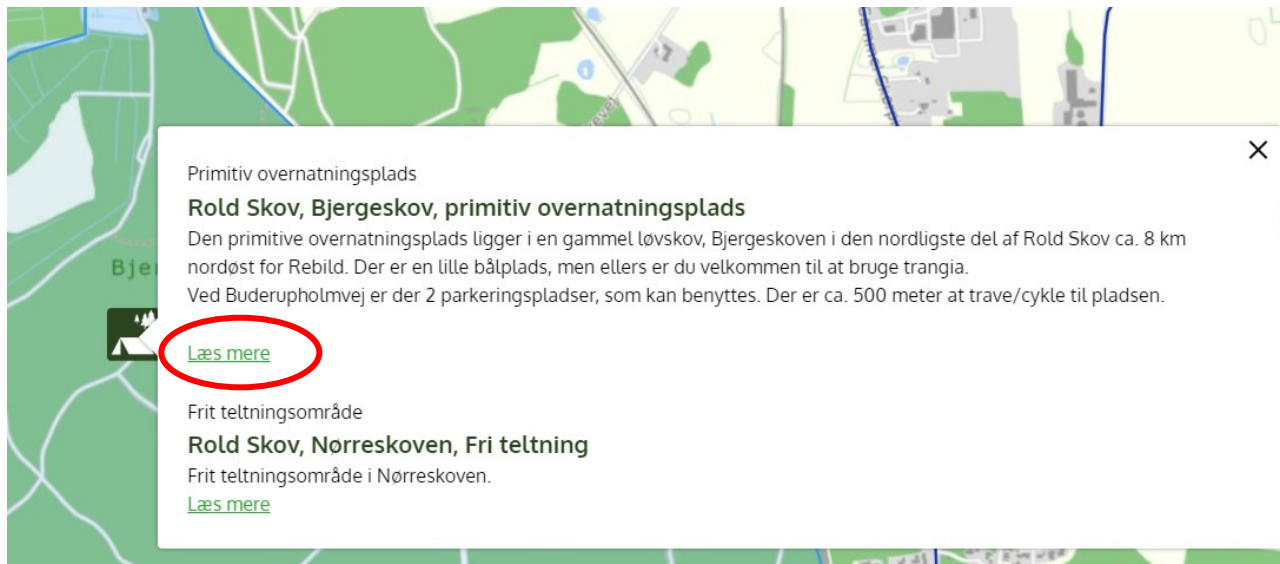 Primitiv overnatningsplads
Rold Skov, Bjergeskov, primitiv overnatningsplads
Den primitive overnatningsplads ligger i en gammel løvskov, Bjergeskoven i den nordligste del af Rold Skov ca. 8 km
nordøst for Rebild. Der er en lille bålplads, men ellers er du velkommen til at bruge trangia.
Bje
Ved Buderupholmvej er der 2 parkeringspladser, som kan benyttes. Der er ca. 500 meter at trave/cykle til pladsen.
Læs mere
Frit teltningsområde
Rold Skov, Nørreskoven, Fri teltning
Frit teltningsområde i Nørreskoven.
Læs mere